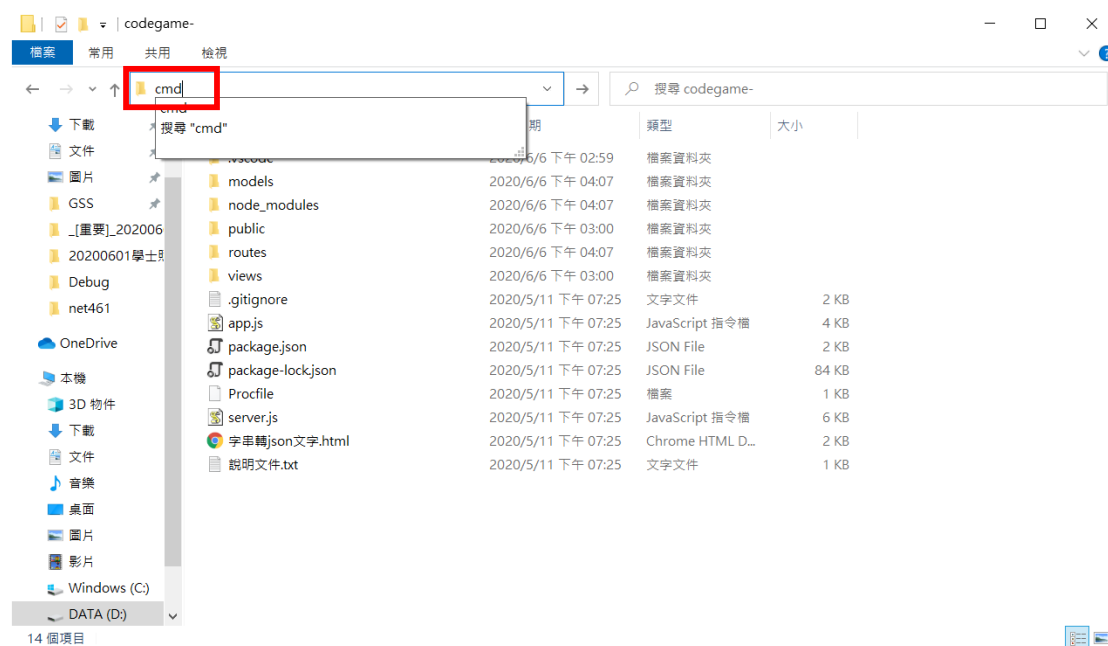 codegame-
檔案 常用 共用 檢視
cmd
搜尋 codegame-
cmd
搜尋 "cmd"
期 類型 大小
下載
文件
圖片
GSS
_[重要]_202006
20200601學士
Debug
net461
OneDrive
本機
3D 物件
下載
文件
音樂
桌面
圖片
影片
Windows (C:)
DATA (D:)
.vscode 2020/6/6 下午 02:59 檔案資料夾
models 2020/6/6 下午 04:07 檔案資料夾
node_modules 2020/6/6 下午 04:07 檔案資料夾
public 2020/6/6 下午 03:00 檔案資料夾
routes 2020/6/6 下午 04:07 檔案資料夾
views 2020/6/6 下午 03:00 檔案資料夾
.gitignore 2020/5/11 下午 07:25 文字文件 2 KB
app.js 2020/5/11 下午 07:25 JavaScript 指令檔 4 KB
package.json 2020/5/11 下午 07:25 JSON File 2 KB
package-lock.json 2020/5/11 下午 07:25 JSON File 84 KB
Procfile 2020/5/11 下午 07:25 檔案 1 KB
server.js 2020/5/11 下午 07:25 JavaScript 指令檔 6 KB
字串轉json文字.html 2020/5/11 下午 07:25 Chrome HTML D... 2 KB
說明文件.txt 2020/5/11 下午 07:25 文字文件 1 KB
14 個項目